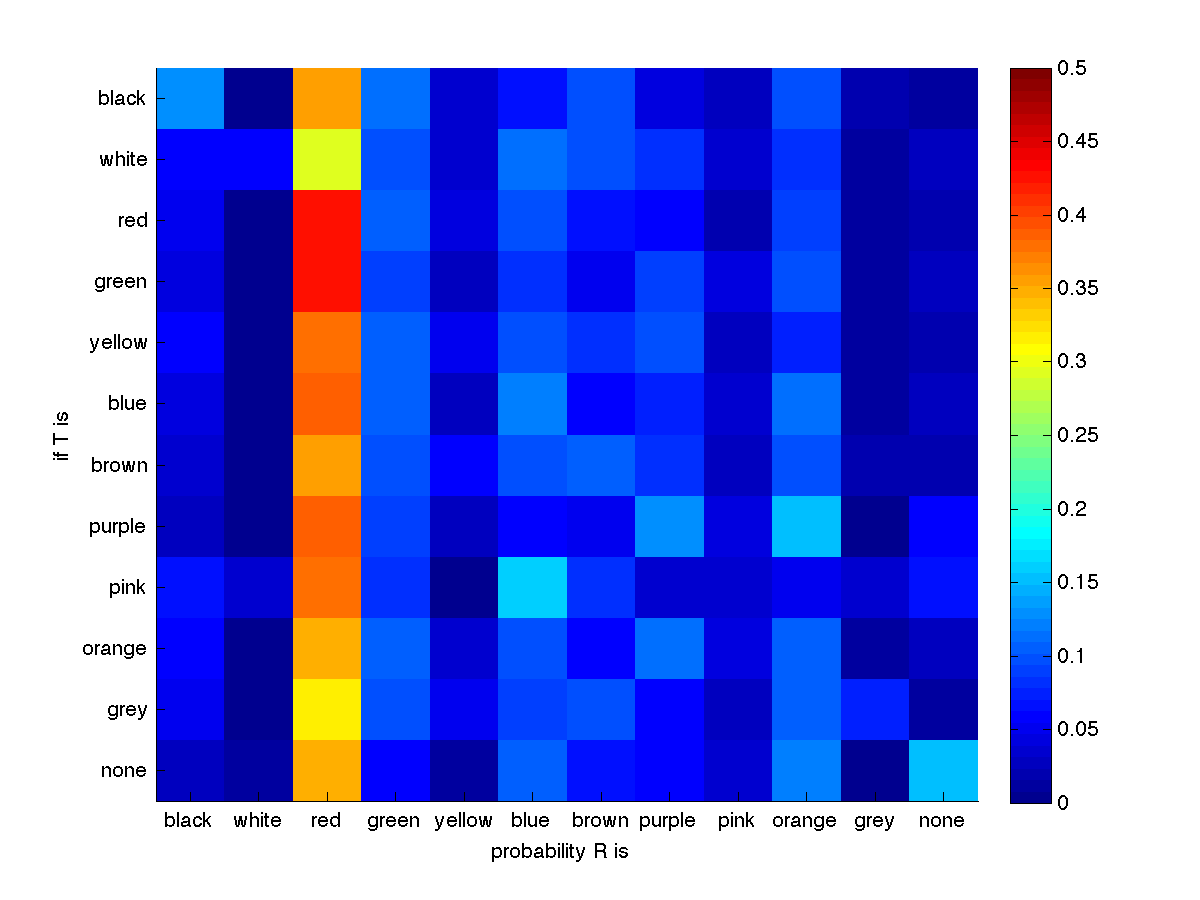 black
white
red
green
yellow
blue
brown
purple
pink
orange
grey
none
if T is
black white red green yellow blue brown purple pink orange grey none
probability R is
0.5
0.45
0.4
0.35
0.3
0.25
0.2
0.15
0.1
0.05
0